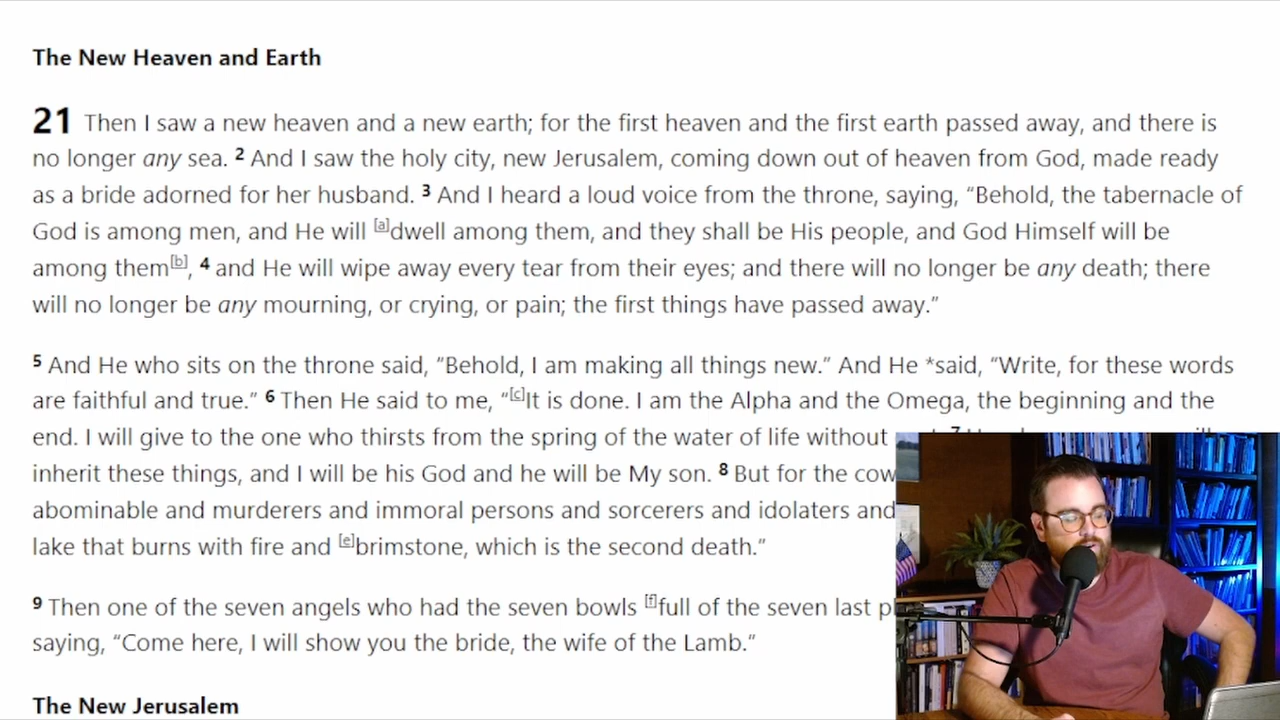 The New Heaven and Earth
21 Then I saw a new heaven and a new earth; for the first heaven and the first earth passed away, and there is
no longer any sea. 2 And I saw the holy city, new Jerusalem, coming down out of heaven from God, made ready
as a bride adorned for her husband. 3 And I heard a loud voice from the throne, saying, “Behold, the tabernacle of
God is among men, and He will [a]dwell among them, and they shall be His people, and God Himself will be
among them[b], 4 and He will wipe away every tear from their eyes; and there will no longer be any death; there
will no longer be any mourning, or crying, or pain; the first things have passed away.”
5 And He who sits on the throne said, “Behold, I am making all things new.” And He *said, “Write, for these words
are faithful and true.” 6 Then He said to me, “[c]It is done. I am the Alpha and the Omega, the beginning and the
end. I will give to the one who thirsts from the spring of the water of life without
inherit these things, and I will be his God and he will be My son. 8 But for the cow
abominable and murderers and immoral persons and sorcerers and idolaters and
lake that burns with fire and [e]brimstone, which is the second death.”
9 Then one of the seven angels who had the seven bowls [f]full of the seven last pl
saying, “Come here, I will show you the bride, the wife of the Lamb.”
The New Jerusalem